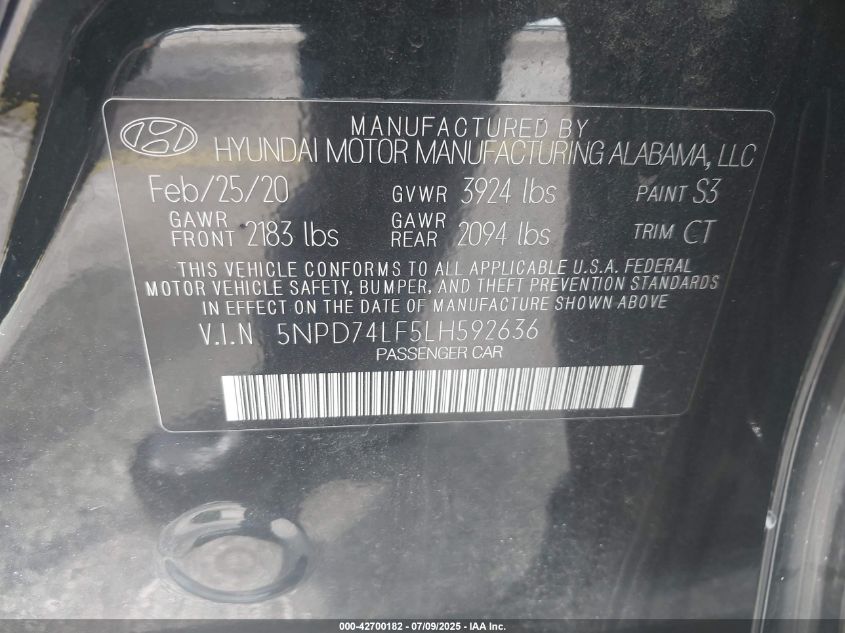 MANUFACTURED BY
HYUNDAI MOTOR MANUFACTURING ALABAMA, LLC
Feb/25/20 GVWR 3924 lbs PAINT S3
GAWR FRONT 2183 lbs GAWR REAR 2094 lbs TRIM CT
THIS VEHICLE CONFORMS TO ALL APPLICABLE U.S.A. FEDERAL
MOTOR VEHICLE SAFETY, BUMPER, AND THEFT PREVENTION STANDARDS
IN EFFECT ON THE DATE OF MANUFACTURE SHOWN ABOVE
V.I.N 5NPD74LF5LH592636
PASSENGER CAR
000-42700182 - 07/09/2025 - IAA Inc.